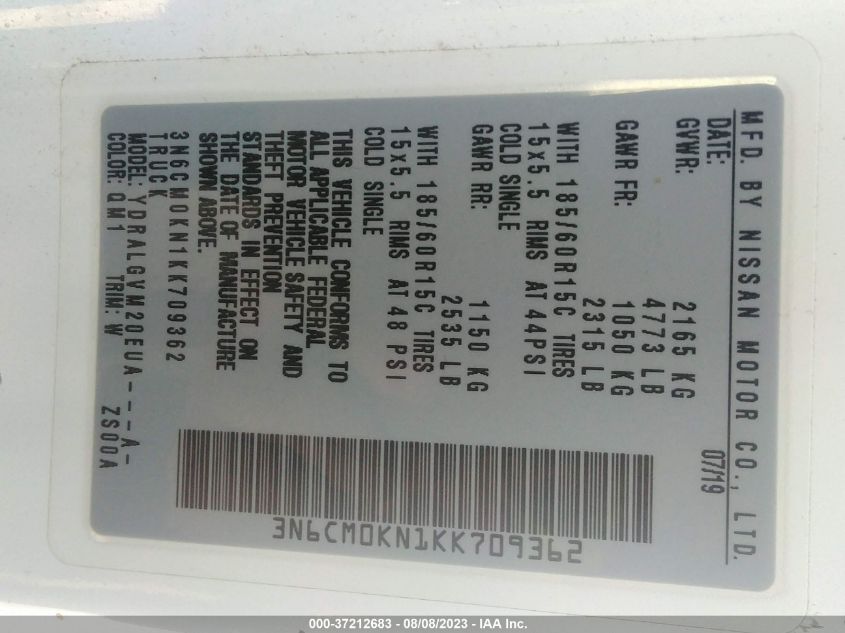 MFD BY NISSAN MOTOR CO., LTD.
DATE: 07/19
GVWR: 2165 KG
4773 LB
GAWR FR: 1050 KG
2315 LB
WITH 185/60R15C TIRES
15X5.5 RIMS AT 44PSI
COLD SINGLE
GAWR RR: 1150 KG
2535 LB
WITH 185/60R15C TIRES
15X5.5 RIMS AT 48 PSI
COLD SINGLE
THIS VEHICLE CONFORMS TO
ALL APPLICABLE FEDERAL
MOTOR VEHICLE SAFETY AND
THEFT PREVENTION
STANDARDS IN EFFECT ON
THE DATE OF MANUFACTURE
SHOWN ABOVE.
3N6CM0KN1KK709362
TRUCK
MODEL: YDRALGVM20EUA---A-
COLOR: QM1 TRIM: W ZS00A
3N6CM0KN1KK709362
000-37212683 - 08/08/2023 - IAA Inc.